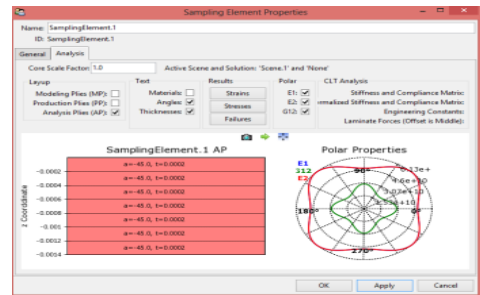 Sampling Element Properties
Name: SamplingElement.1
ID: SamplingElement.1
General Analysis
Core Scale Factor: 1.0 Active Scene and Solution: 'Scene.1' and 'None'
Layup Text Results Polar CLT Analysis
Modeling Plies (MP): Materials: Strains E1: Stiffness and Compliance Matrix:
Production Plies (PP): Angles: Stresses E2: ormalized Stiffness and Compliance Matrix:
Analysis Plies (AP): Thicknesses: Failures G12: Engineering Constants:
Laminate Forces (Offset is Middle):
SamplingElement.1 AP Polar Properties
z Coordinate
-0.0002
-0.0004
-0.0006
-0.0008
-0.001
-0.0012
-0.0014
a=-45.0, t=0.0002
a=-45.0, t=0.0002
a=-45.0, t=0.0002
a=-45.0, t=0.0002
a=-45.0, t=0.0002
a=-45.0, t=0.0002
a=-45.0, t=0.0002
E1
312
E2
90°
180°
0°
270°
OK Apply Cancel